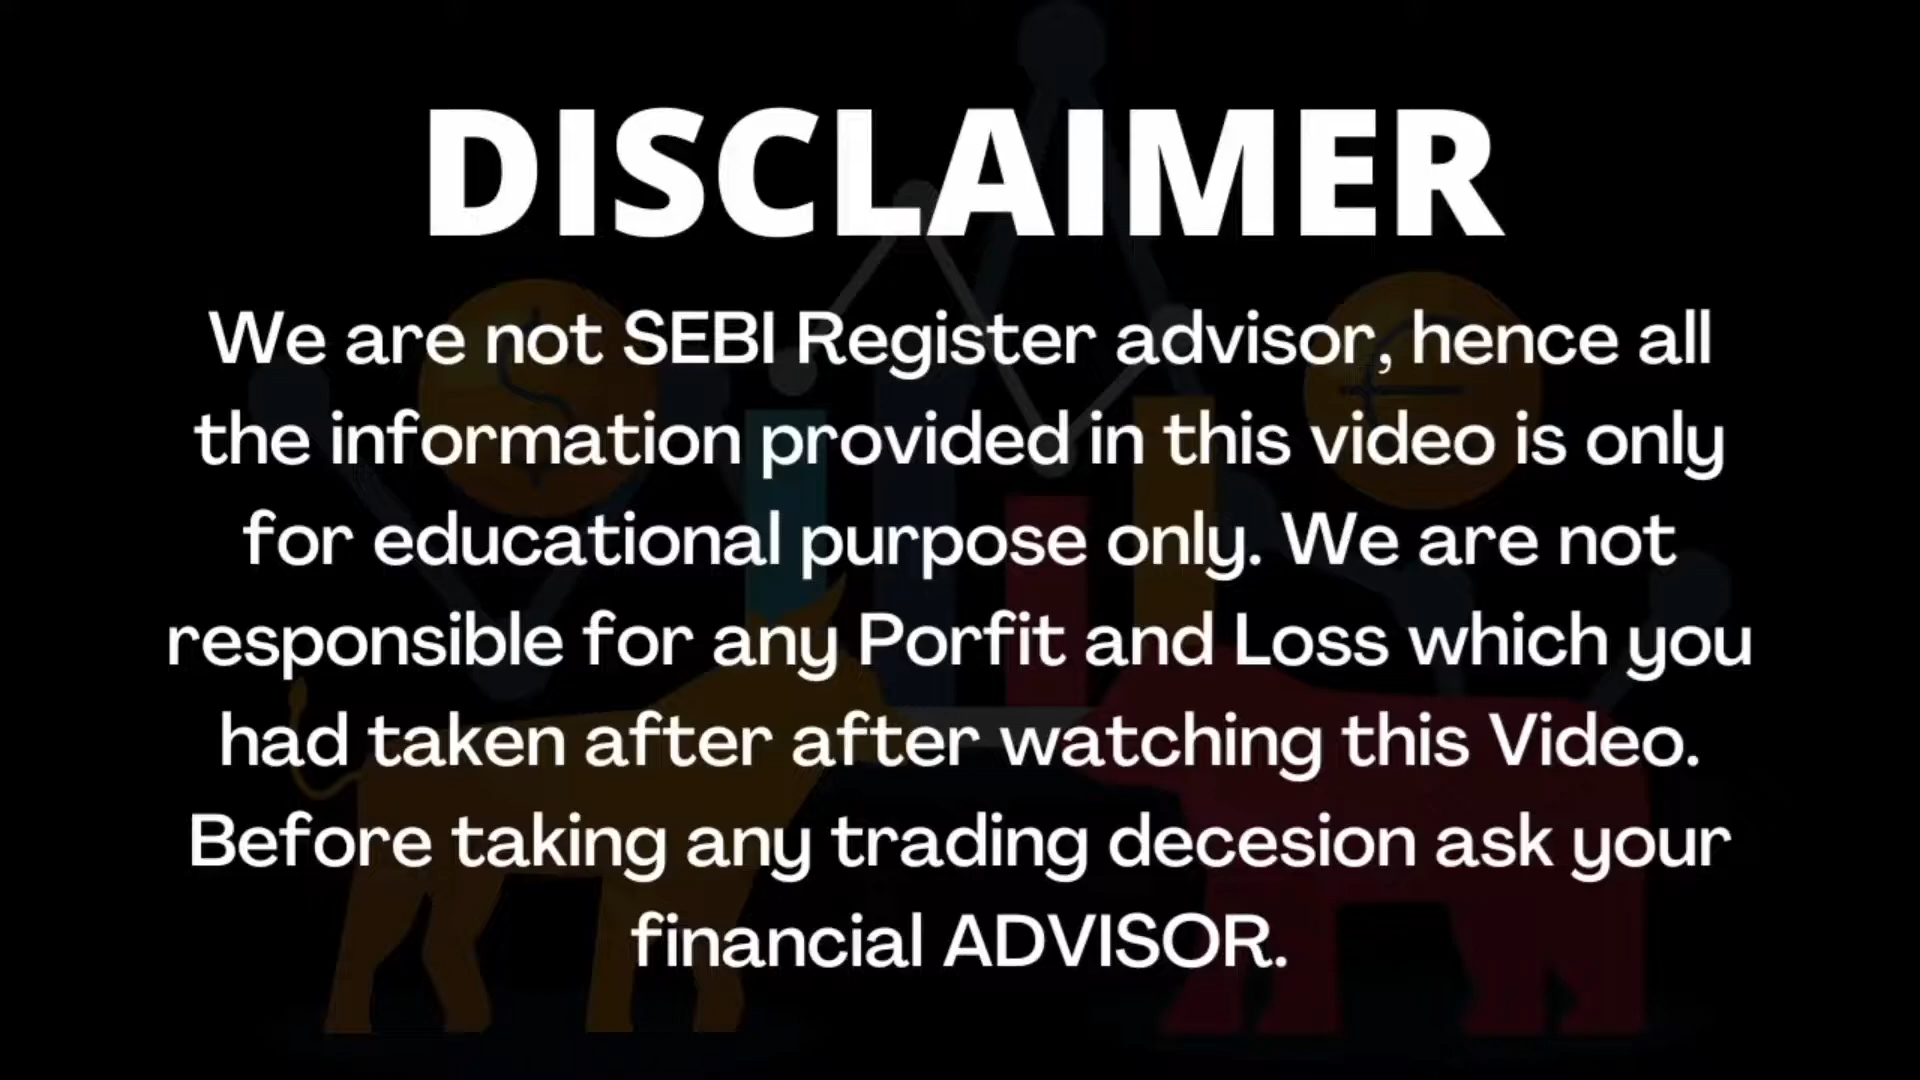 DISCLAIMER
We are not SEBI Register advisor, hence all
the information provided in this video is only
for educational purpose only. We are not
responsible for any Porfit and Loss which you
had taken after after watching this Video.
Before taking any trading decesion ask your
financial ADVISOR.